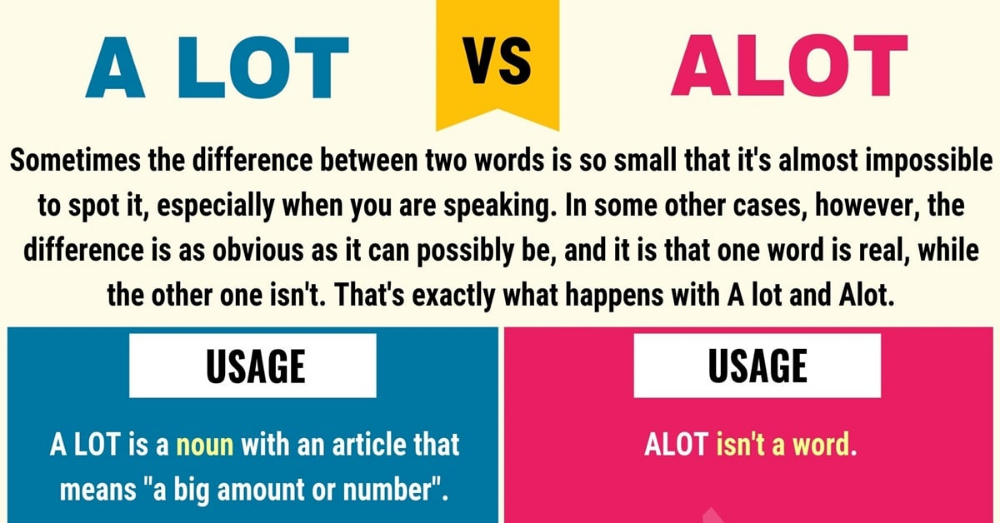 A LOT
VS
ALOT
Sometimes the difference between two words is so small that it's almost impossible
to spot it, especially when you are speaking. In some other cases, however, the
difference is as obvious as it can possibly be, and it is that one word is real, while
the other one isn't. That's exactly what happens with A lot and Alot.
USAGE
A LOT is a noun with an article that
means "a big amount or number".
USAGE
ALOT isn't a word.